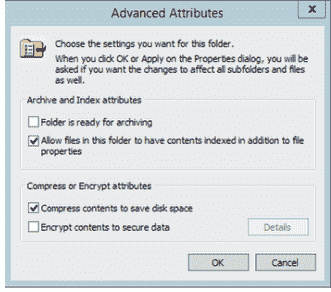 Advanced Attributes
x
Choose the settings you want for this folder.
When you click OK or Apply on the Properties dialog, you will be
asked if you want the changes to affect all subfolders and files
as well.
Archive and Index attributes
Folder is ready for archiving
Allow files in this folder to have contents indexed in addition to file
properties
Compress or Encrypt attributes
Compress contents to save disk space
Encrypt contents to secure data
Details
OK
Cancel